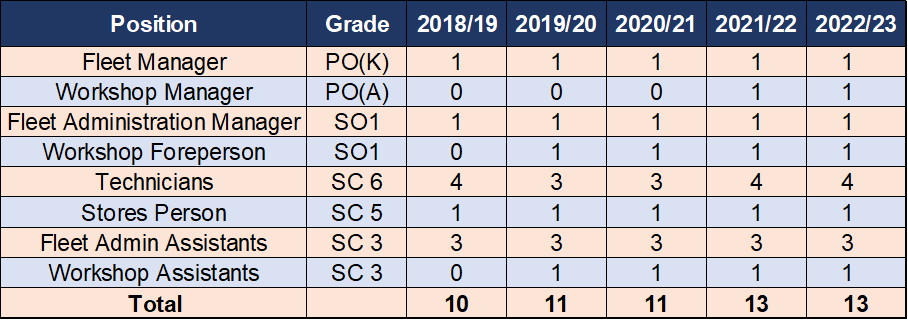 Position Grade 2018/19 2019/20 2020/21 2021/22 2022/23
Fleet Manager PO(K) 1 1 1 1 1
Workshop Manager PO(A) 0 0 0 1 1
Fleet Administration Manager SO1 1 1 1 1 1
Workshop Foreperson SO1 0 1 1 1 1
Technicians SC 6 4 3 3 4 4
Stores Person SC 5 1 1 1 1 1
Fleet Admin Assistants SC 3 3 3 3 3 3
Workshop Assistants SC 3 0 1 1 1 1
Total 10 11 11 13 13